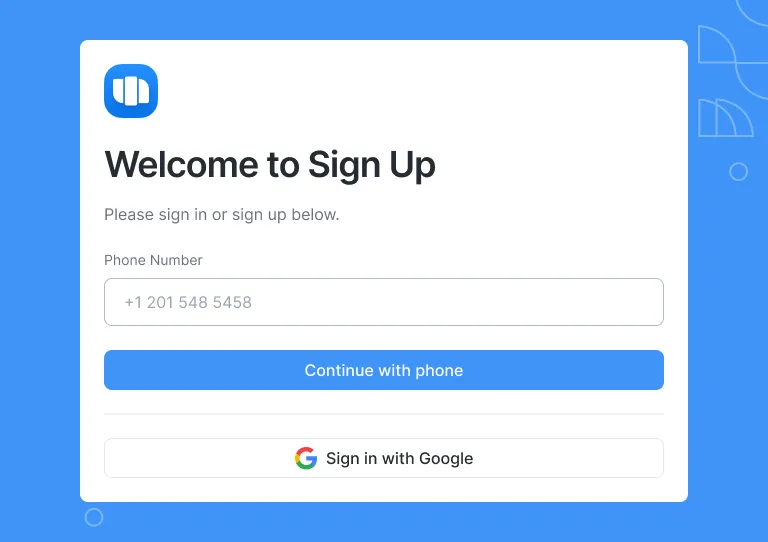 Welcome to Sign Up
Please sign in or sign up below.
Phone Number
+1 201 548 5458
Continue with phone
Sign in with Google